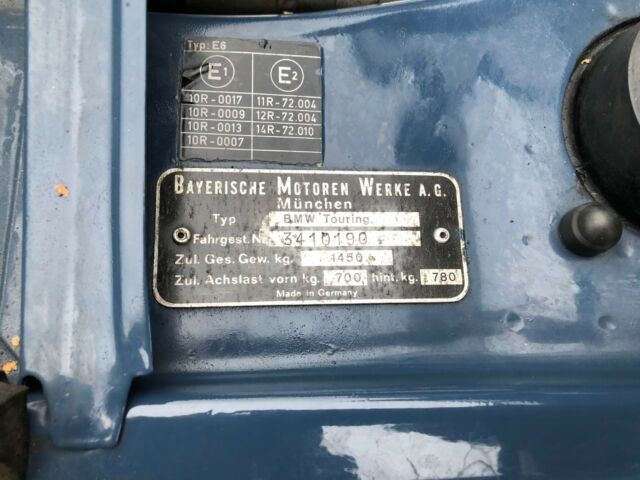 Typ: E6
E1 E2
10R-0017 11R-72.004
10R-0009 12R-72.004
10R-0013 14R-72.010
10R-0007
BAYERISCHE MOTOREN WERKE A.G.
München
Typ BMW Touring
Fahrgest.Nr. 3410190
Zul. Ges. Gew. kg. 1450
Zul. Achslast vorn kg. 700 hint. kg. 780
Made in Germany